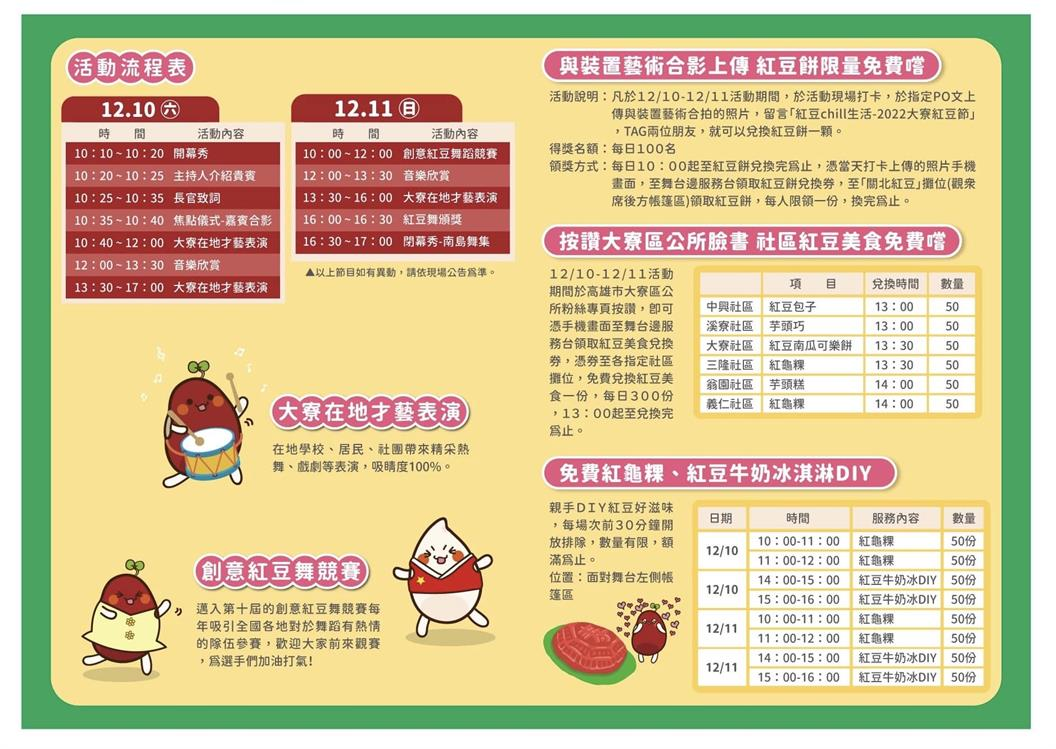 活動流程表
12.10 六
時 間 活動內容
10：10~10：20 開幕秀
10：20~10：25 主持人介紹貴賓
10：25~10：35 長官致詞
10：35~10：40 焦點儀式-嘉賓合影
10：40~12：00 大寮在地才藝表演
12：00~13：30 音樂欣賞
13：30~17：00 大寮在地才藝表演
12.11 日
時 間 活動內容
10：00~12：00 創意紅豆舞蹈競賽
12：00~13：30 音樂欣賞
13：30~16：00 大寮在地才藝表演
16：00~16：30 紅豆舞頒獎
16：30~17：00 閉幕秀-南島舞集
▲以上節目如有異動，請依現場公告為準。
大寮在地才藝表演
在地學校、居民、社團帶來精采熱
舞、戲劇等表演，吸睛度100%。
創意紅豆舞競賽
邁入第十屆的創意紅豆舞競賽每
年吸引全國各地對於舞蹈有熱情
的隊伍參賽，歡迎大家前來觀賽
，為選手們加油打氣!
與裝置藝術合影上傳 紅豆餅限量免費嚐
活動說明：凡於12/10-12/11活動期間，於活動現場打卡，於指定PO文上
傳與裝置藝術合拍的照片，留言「紅豆chill生活-2022大寮紅豆節」
，TAG兩位朋友，就可以兌換紅豆餅一顆。
得獎名額：每日100名
領獎方式：每日10：00起至紅豆餅兌換完為止，憑當天打卡上傳的照片手機
畫面，至舞台邊服務台領取紅豆餅兌換券，至「關北紅豆」攤位(觀眾
席後方帳篷區)領取紅豆餅，每人限領一份，換完為止。
按讚大寮區公所臉書 社區紅豆美食免費嚐
12/10-12/11活動
期間於高雄市大寮區公
所粉絲專頁按讚，即可
憑手機畫面至舞台邊服
務台領取紅豆美食兌換
券，憑券至各指定社區
攤位，免費兌換紅豆美
食一份，每日300份
，13：00起至兌換完
為止。
項 目 兌換時間 數量
中興社區 紅豆包子 13：00 50
溪寮社區 芋頭巧 13：00 50
大寮社區 紅豆南瓜可樂餅 13：30 50
三隆社區 紅龜粿 13：30 50
翁園社區 芋頭糕 14：00 50
義仁社區 紅龜粿 14：00 50
免費紅龜粿、紅豆牛奶冰淇淋DIY
親手DIY紅豆好滋味
，每場次前30分鐘開
放排隊，數量有限，額
滿為止。
位置：面對舞台左側帳
篷區
日期 時間 服務內容 數量
12/10 10：00-11：00 紅龜粿 50份
11：00-12：00 紅龜粿 50份
12/10 14：00-15：00 紅豆牛奶冰DIY 50份
15：00-16：00 紅豆牛奶冰DIY 50份
12/11 10：00-11：00 紅龜粿 50份
11：00-12：00 紅龜粿 50份
12/11 14：00-15：00 紅豆牛奶冰DIY 50份
15：00-16：00 紅豆牛奶冰DIY 50份